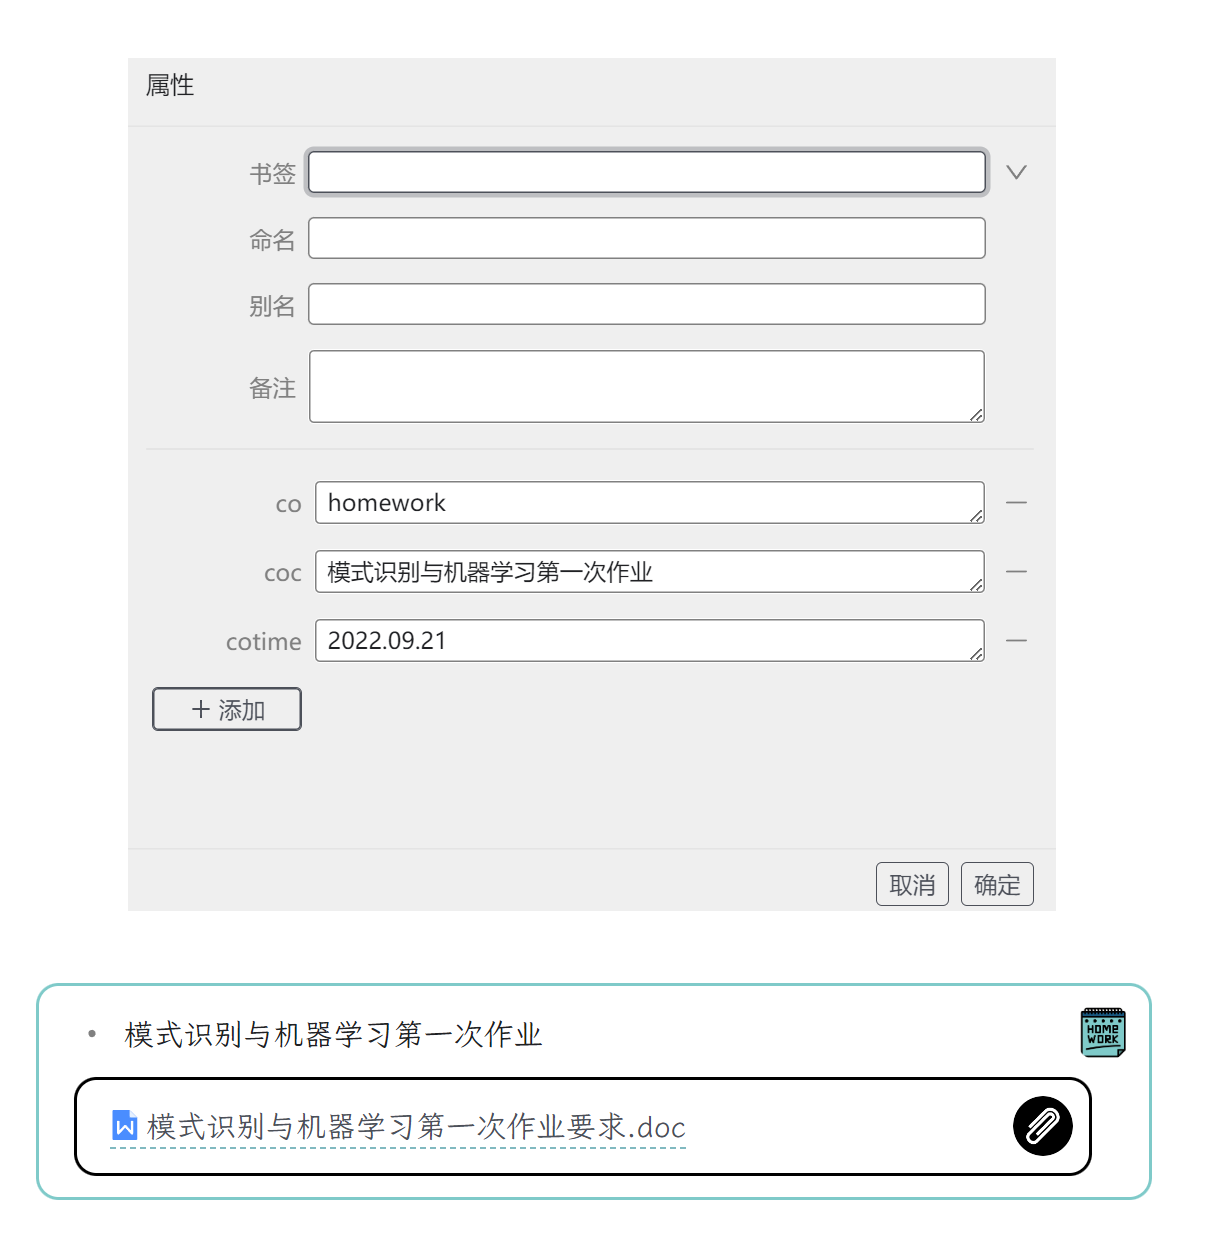 属性
书签
命名
别名
备注
co homework
coc 模式识别与机器学习第一次作业
cotime 2022.09.21
添加
取消 确定
模式识别与机器学习第一次作业
HOME
WORK
模式识别与机器学习第一次作业要求.doc